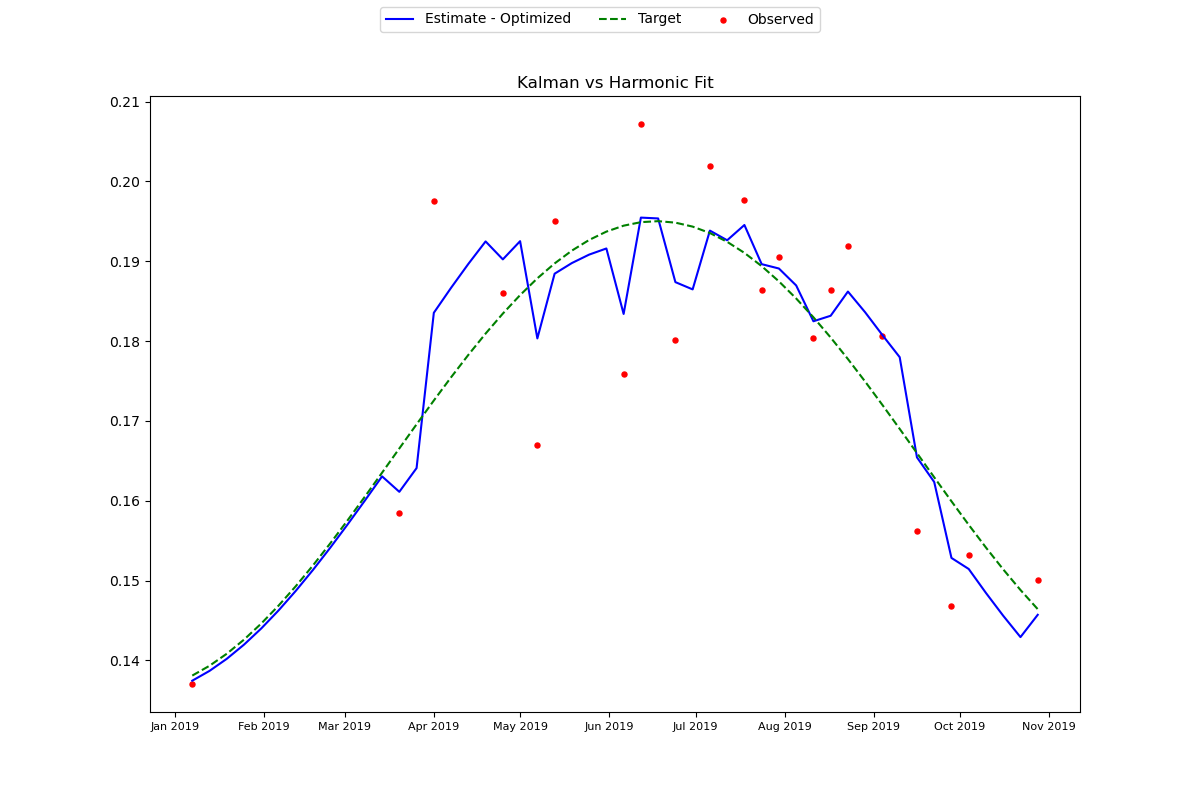 Estimate - Optimized Target Observed
Kalman vs Harmonic Fit
0.21
0.20
0.19
0.18
0.17
0.16
0.15
0.14
Jan 2019 Feb 2019 Mar 2019 Apr 2019 May 2019 Jun 2019 Jul 2019 Aug 2019 Sep 2019 Oct 2019 Nov 2019